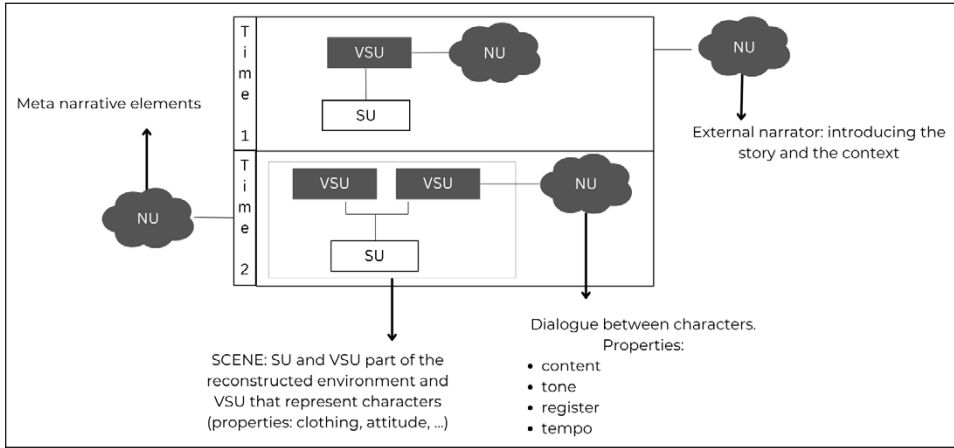 Time 1
VSU
NU
SU
NU
External narrator: introducing the
story and the context
Meta narrative elements
NU
Time 2
VSU
VSU
NU
SU
SCENE: SU and VSU part of the
reconstructed environment and
VSU that represent characters
(properties: clothing, attitude, ...)
Dialogue between characters.
Properties:
• content
• tone
• register
• tempo